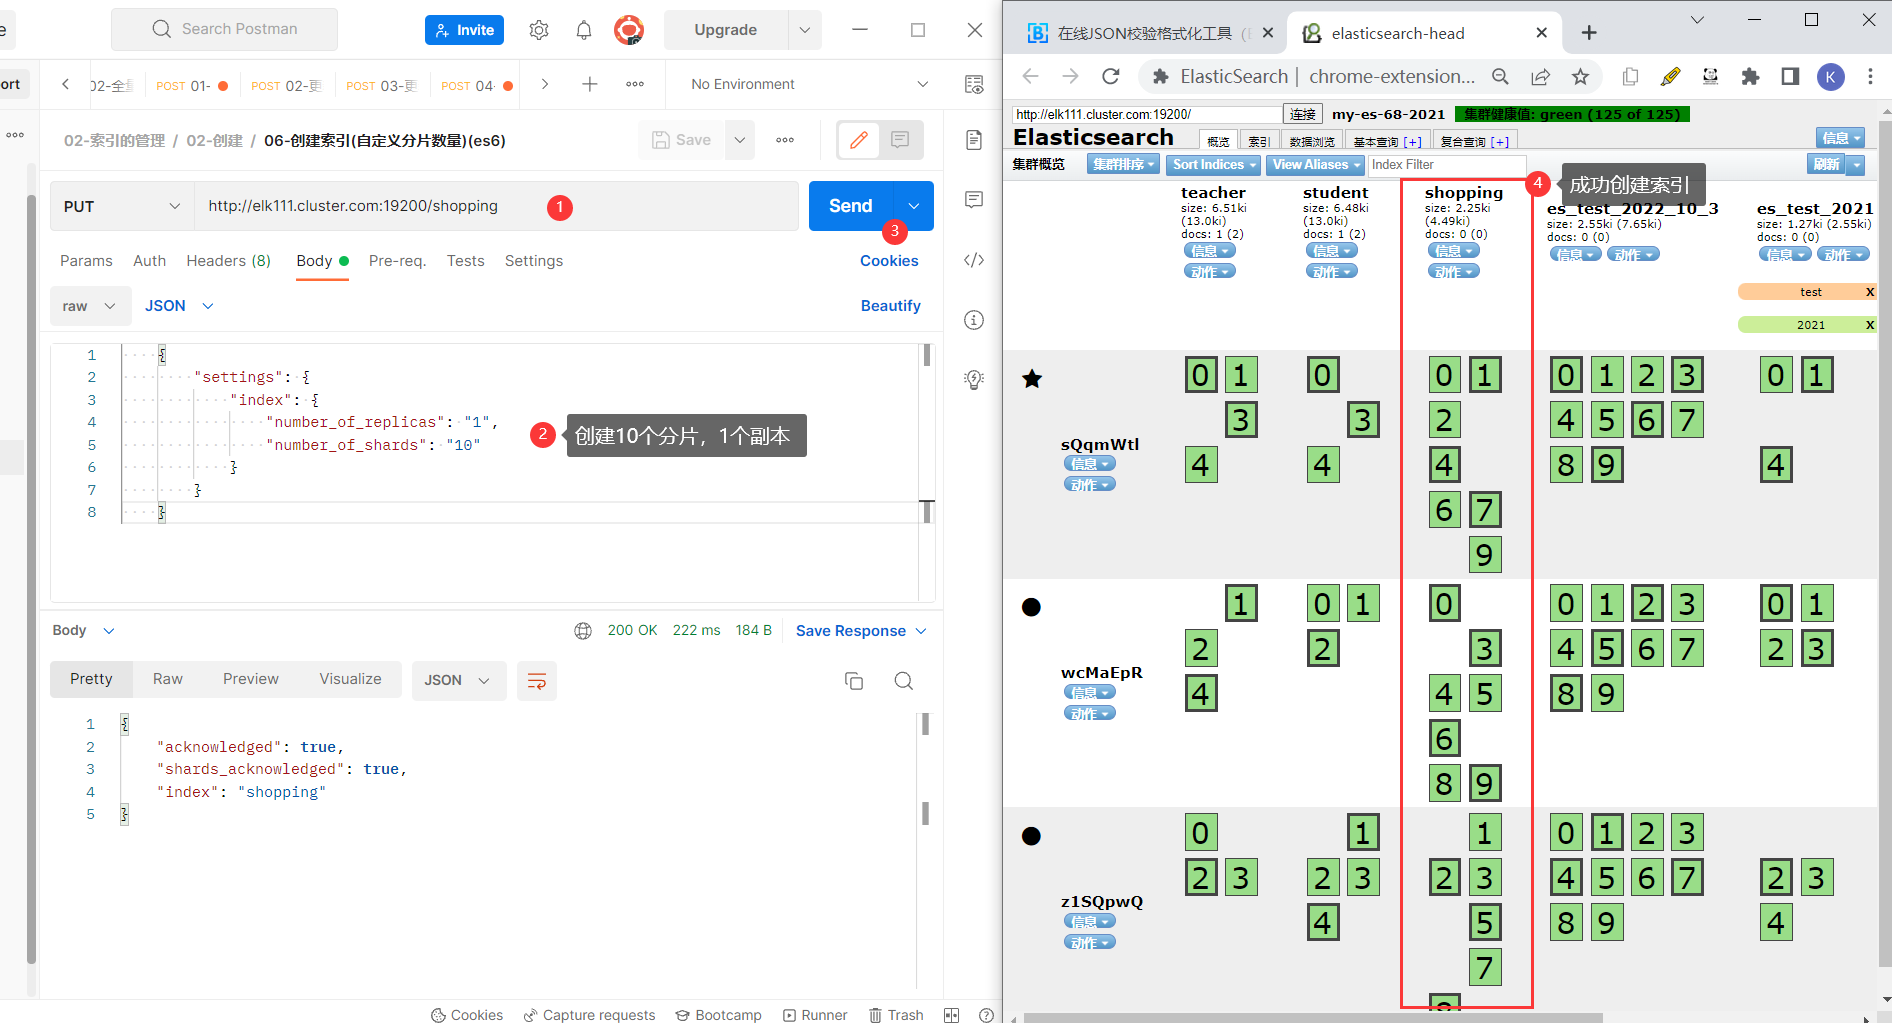 Search Postman
Invite
Upgrade
ort
02-全
POST 01-
POST 02-更
POST 03-更
POST 04-
No Environment
02-索引的管理 / 02-创建 / 06-创建索引(自定义分片数量)(es6)
Save
PUT
http://elk111.cluster.com:19200/shopping
1
Send
3
Params
Auth
Headers (8)
Body
Pre-req.
Tests
Settings
Cookies
raw
JSON
Beautify
1 {
2 "settings": {
3 "index": {
4 "number_of_replicas": "1",
5 "number_of_shards": "10"
6 }
7 }
8 }
2 创建10个分片，1个副本
Body
200 OK 222 ms 184 B
Save Response
Pretty
Raw
Preview
Visualize
JSON
1 {
2 "acknowledged": true,
3 "shards_acknowledged": true,
4 "index": "shopping"
5 }
Cookies
Capture requests
Bootcamp
Runner
Trash
在线JSON校验格式化工具
elasticsearch-head
ElasticSearch | chrome-extension...
K
http://elk111.cluster.com:19200/
连接
my-es-68-2021
集群健康值: green (125 of 125)
Elasticsearch
概览
索引
数据浏览
基本查询 [+]
复合查询 [+]
信息
集群概览
集群排序
Sort Indices
View Aliases
Index Filter
刷新
4 成功创建索引
teacher
size: 6.51ki
(13.0ki)
docs: 1 (2)
信息
动作
student
size: 6.48ki
(13.0ki)
docs: 1 (2)
信息
动作
shopping
size: 2.25ki
(4.49ki)
docs: 0 (0)
信息
动作
es_test_2022_10_3
size: 2.55ki (7.65ki)
docs: 0 (0)
信息 动作
es_test_2021
size: 1.27ki (2.55ki)
docs: 0 (0)
信息 动作
test X
2021 X
sQqmWtl
信息
动作
0 1 0 0 1 0 1 2 3 0 1
3 3 2 4 5 6 7
4 4 4 8 9 4
6 7
9
wcMaEpR
信息
动作
1 0 1 0 0 1 2 3 0 1
2 2 3 4 5 6 7 2 3
4 4 5 8 9
6
8 9
z1SQpwQ
信息
动作
0 1 1 0 1 2 3
2 3 2 3 2 3 4 5 6 7 2 3
4 5 8 9 4
7